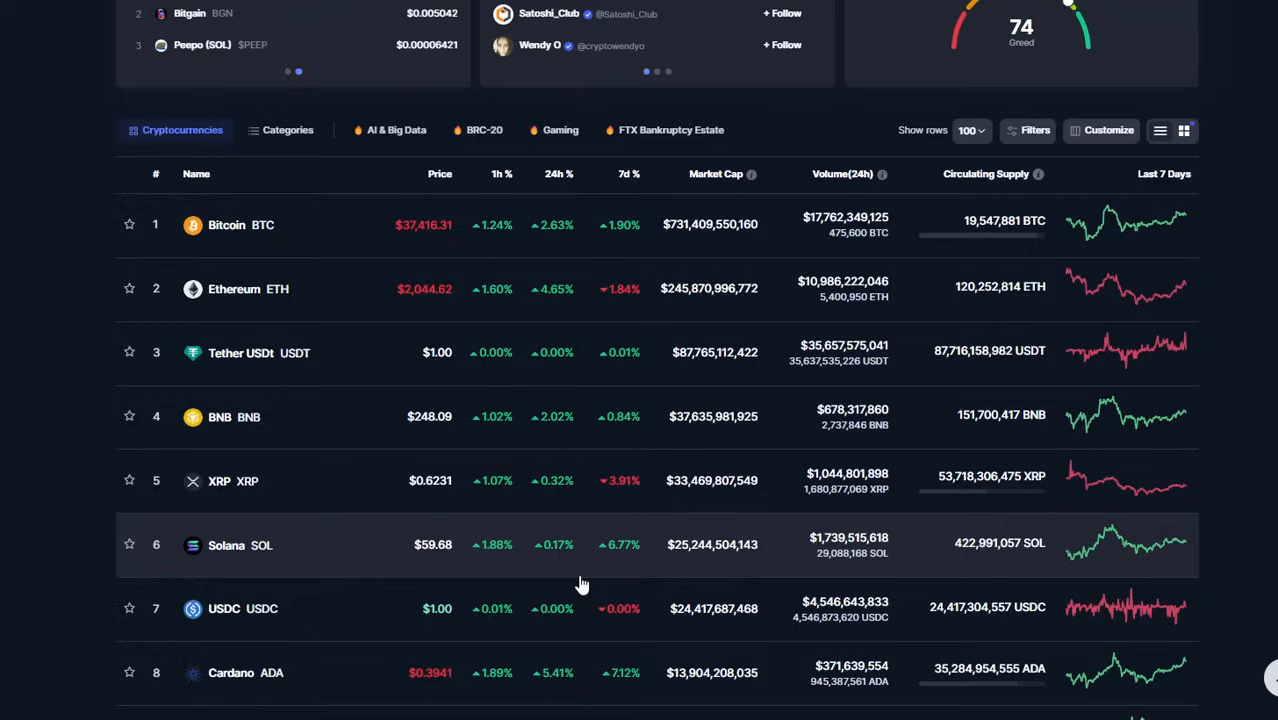 2 Bitgain BGN $0.005042
3 Peepo (SOL) $PEEP $0.00006421
Satoshi_Club @Satoshi_Club + Follow
Wendy O @cryptowendyo + Follow
74
Greed
Cryptocurrencies Categories AI & Big Data BRC-20 Gaming FTX Bankruptcy Estate Show rows 100 Filters Customize
# Name Price 1h % 24h % 7d % Market Cap Volume(24h) Circulating Supply Last 7 Days
1 Bitcoin BTC $37,416.31 1.24% 2.63% 1.90% $731,409,550,160 $17,762,349,125 19,547,881 BTC
475,600 BTC
2 Ethereum ETH $2,044.62 1.60% 4.65% 1.84% $245,870,996,772 $10,986,222,046 120,252,814 ETH
5,400,950 ETH
3 Tether USDt USDT $1.00 0.00% 0.00% 0.01% $87,765,112,422 $35,657,575,041 87,716,158,982 USDT
35,637,535,226 USDT
4 BNB BNB $248.09 1.02% 2.02% 0.84% $37,635,981,925 $678,317,860 151,700,417 BNB
2,737,846 BNB
5 XRP XRP $0.6231 1.07% 0.32% 3.91% $33,469,807,549 $1,044,801,898 53,718,306,475 XRP
1,680,877,069 XRP
6 Solana SOL $59.68 1.88% 0.17% 6.77% $25,244,504,143 $1,739,515,618 422,991,057 SOL
29,088,168 SOL
7 USDC USDC $1.00 0.01% 0.00% 0.00% $24,417,687,468 $4,546,643,833 24,417,304,557 USDC
4,546,873,620 USDC
8 Cardano ADA $0.3941 1.89% 5.41% 7.12% $13,904,208,035 $371,639,554 35,284,954,555 ADA
945,387,561 ADA